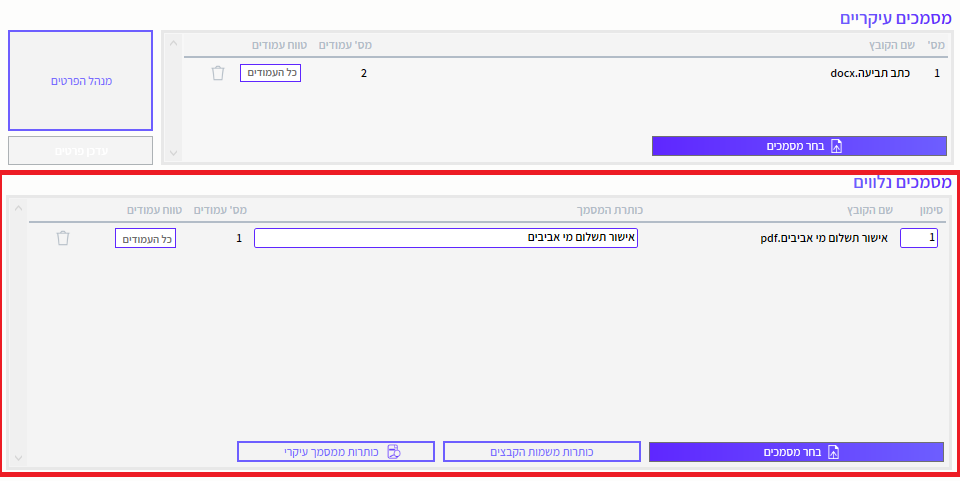 מסמכים עיקריים
מס' שם הקובץ מס' עמודים טווח עמודים
1 כתב תביעה.docx 2 כל העמודים
בחר מסמכים
מנהל הפרטים
עדכן פרטים
מסמכים נלווים
סימון שם הקובץ כותרת המסמך מס' עמודים טווח עמודים
1 אישור תשלום מי אביבים.pdf אישור תשלום מי אביבים 1 כל העמודים
בחר מסמכים כותרות משמות הקבצים כותרות ממסמך עיקרי